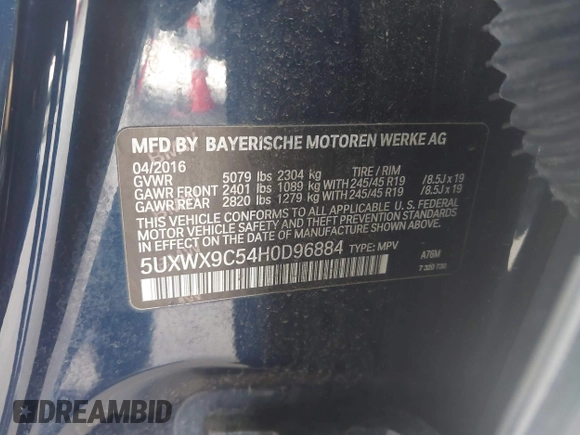 MFD BY BAYERISCHE MOTOREN WERKE AG
04/2016
GVWR 5079 lbs 2304 kg TIRE / RIM
GAWR FRONT 2401 lbs 1089 kg WITH 245/45 R19 / 8.5J x 19
GAWR REAR 2820 lbs 1279 kg WITH 245/45 R19 / 8.5J x 19
THIS VEHICLE CONFORMS TO ALL APPLICABLE U. S. FEDERAL
MOTOR VEHICLE SAFETY AND THEFT PREVENTION STANDARDS
IN EFFECT ON THE DATE OF MANUFACTURE SHOWN ABOVE.
5UXWX9C54H0D96884 TYPE: MPV
A76M
T 320 730
DREAMBID